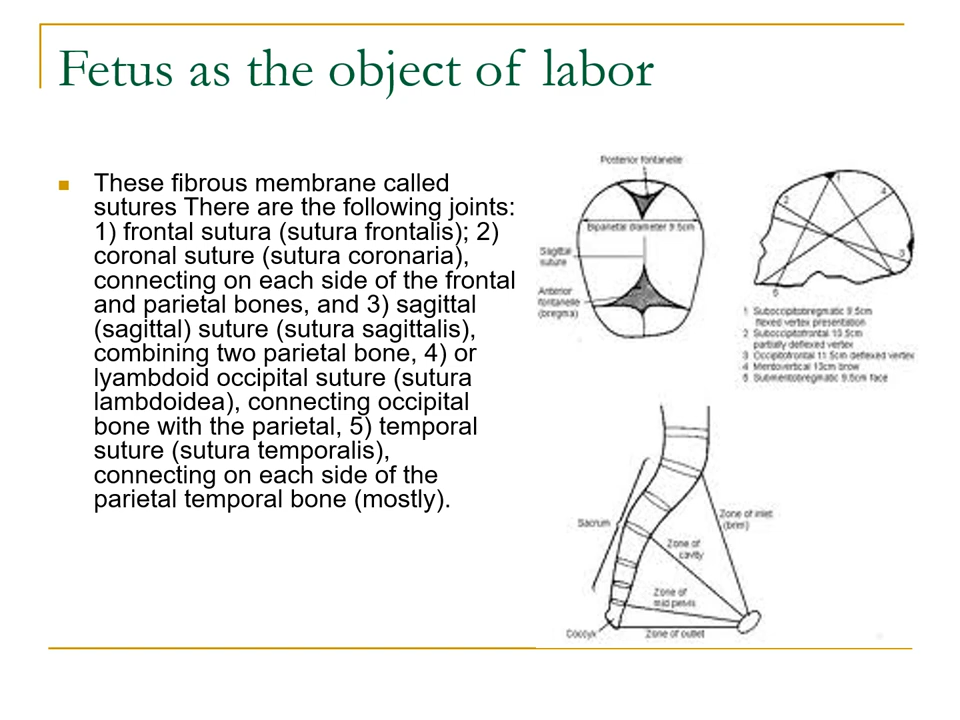 Fetus as the object of labor
These fibrous membrane called
sutures There are the following joints:
1) frontal sutura (sutura frontalis); 2)
coronal suture (sutura coronaria),
connecting on each side of the frontal
and parietal bones, and 3) sagittal
(sagittal) suture (sutura sagittalis),
combining two parietal bone, 4) or
lyambdoid occipital suture (sutura
lambdoidea), connecting occipital
bone with the parietal, 5) temporal
suture (sutura temporalis),
connecting on each side of the
parietal temporal bone (mostly).
Posterior fontanelle
Biparietal diameter 9.5cm
Sagittal
suture
Anterior
fontanelle
(bregma)
1
2
4
3
5
1 Suboccipitobregmatic 9.5cm
flexed vertex presentation
2 Suboccipitofrontal 10.5cm
partially deflexed vertex
3 Occipitofrontal 11.5cm deflexed vertex
4 Mentovertical 13cm brow
5 Submentobregmatic 9.5cm face
Sacrum
Zone of inlet
(brim)
Zone of
cavity
Zone of
mid pelvis
Coccyx
Zone of outlet